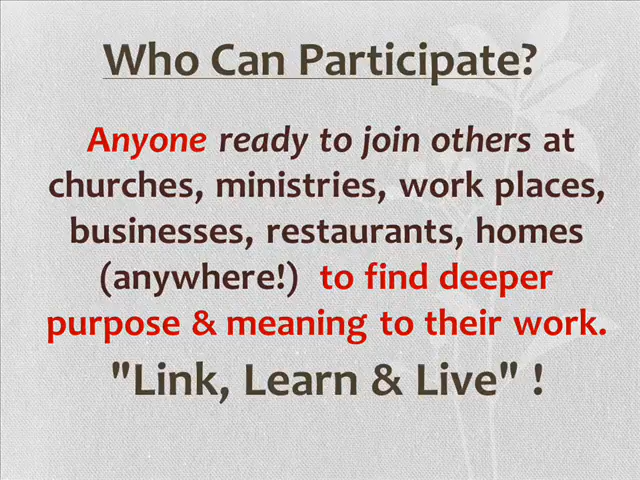 Who Can Participate?
Anyone ready to join others at
churches, ministries, work places,
businesses, restaurants, homes
(anywhere!) to find deeper
purpose & meaning to their work.
"Link, Learn & Live" !